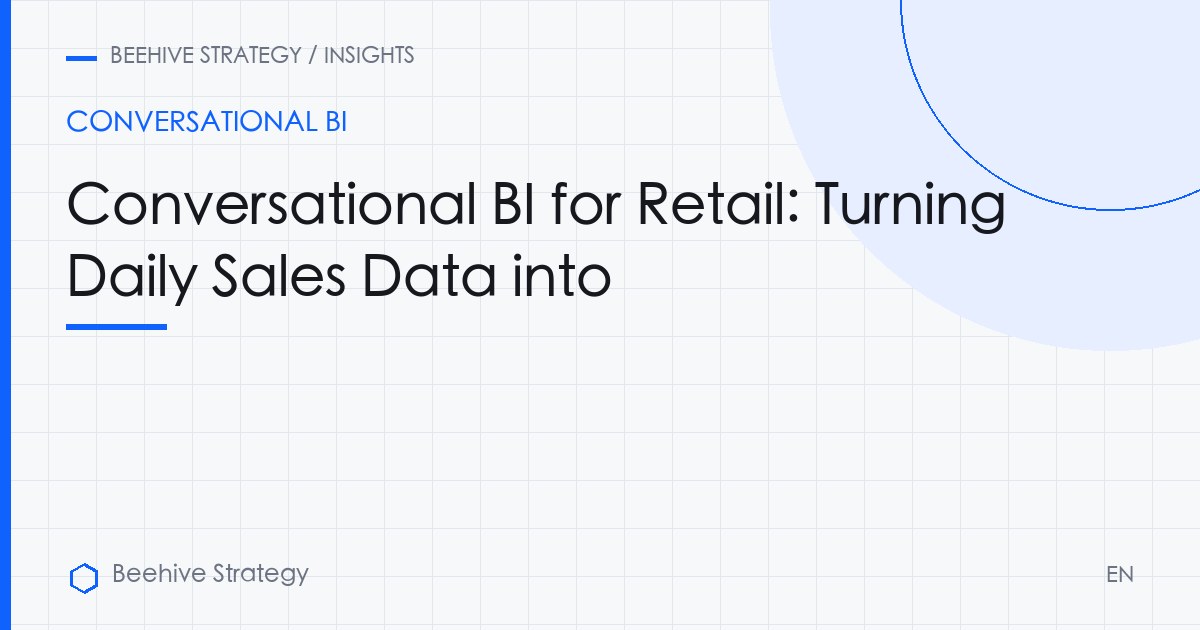 BEEHIVE STRATEGY / INSIGHTS
CONVERSATIONAL BI
Conversational BI for Retail: Turning
Daily Sales Data into
Beehive Strategy
EN